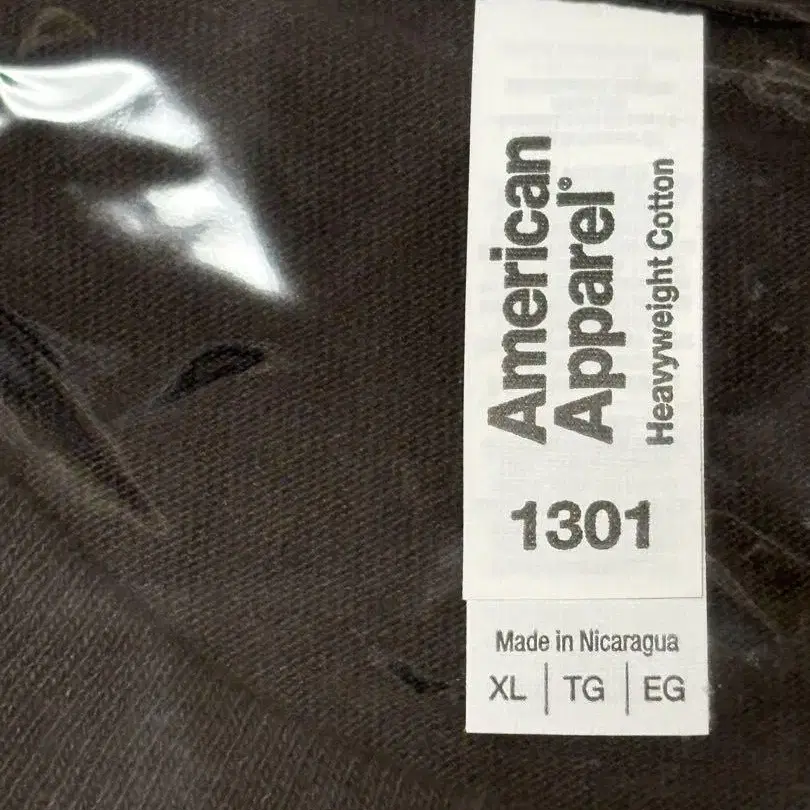 American
Apparel®
Heavyweight Cotton
1301
Made in Nicaragua
XL | TG | EG